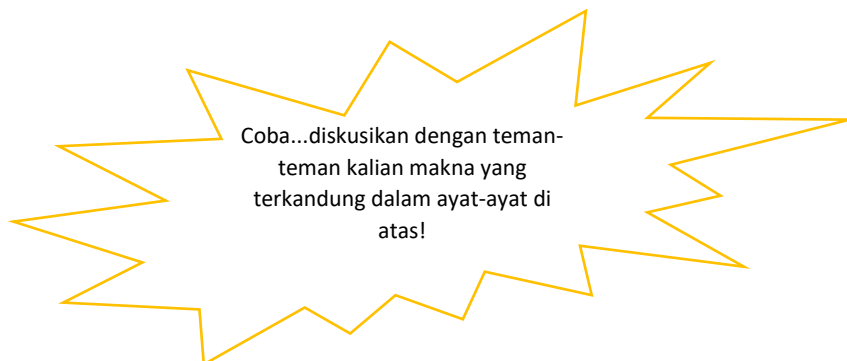 Coba...diskusikan dengan teman-
teman kalian makna yang
terkandung dalam ayat-ayat di
atas!